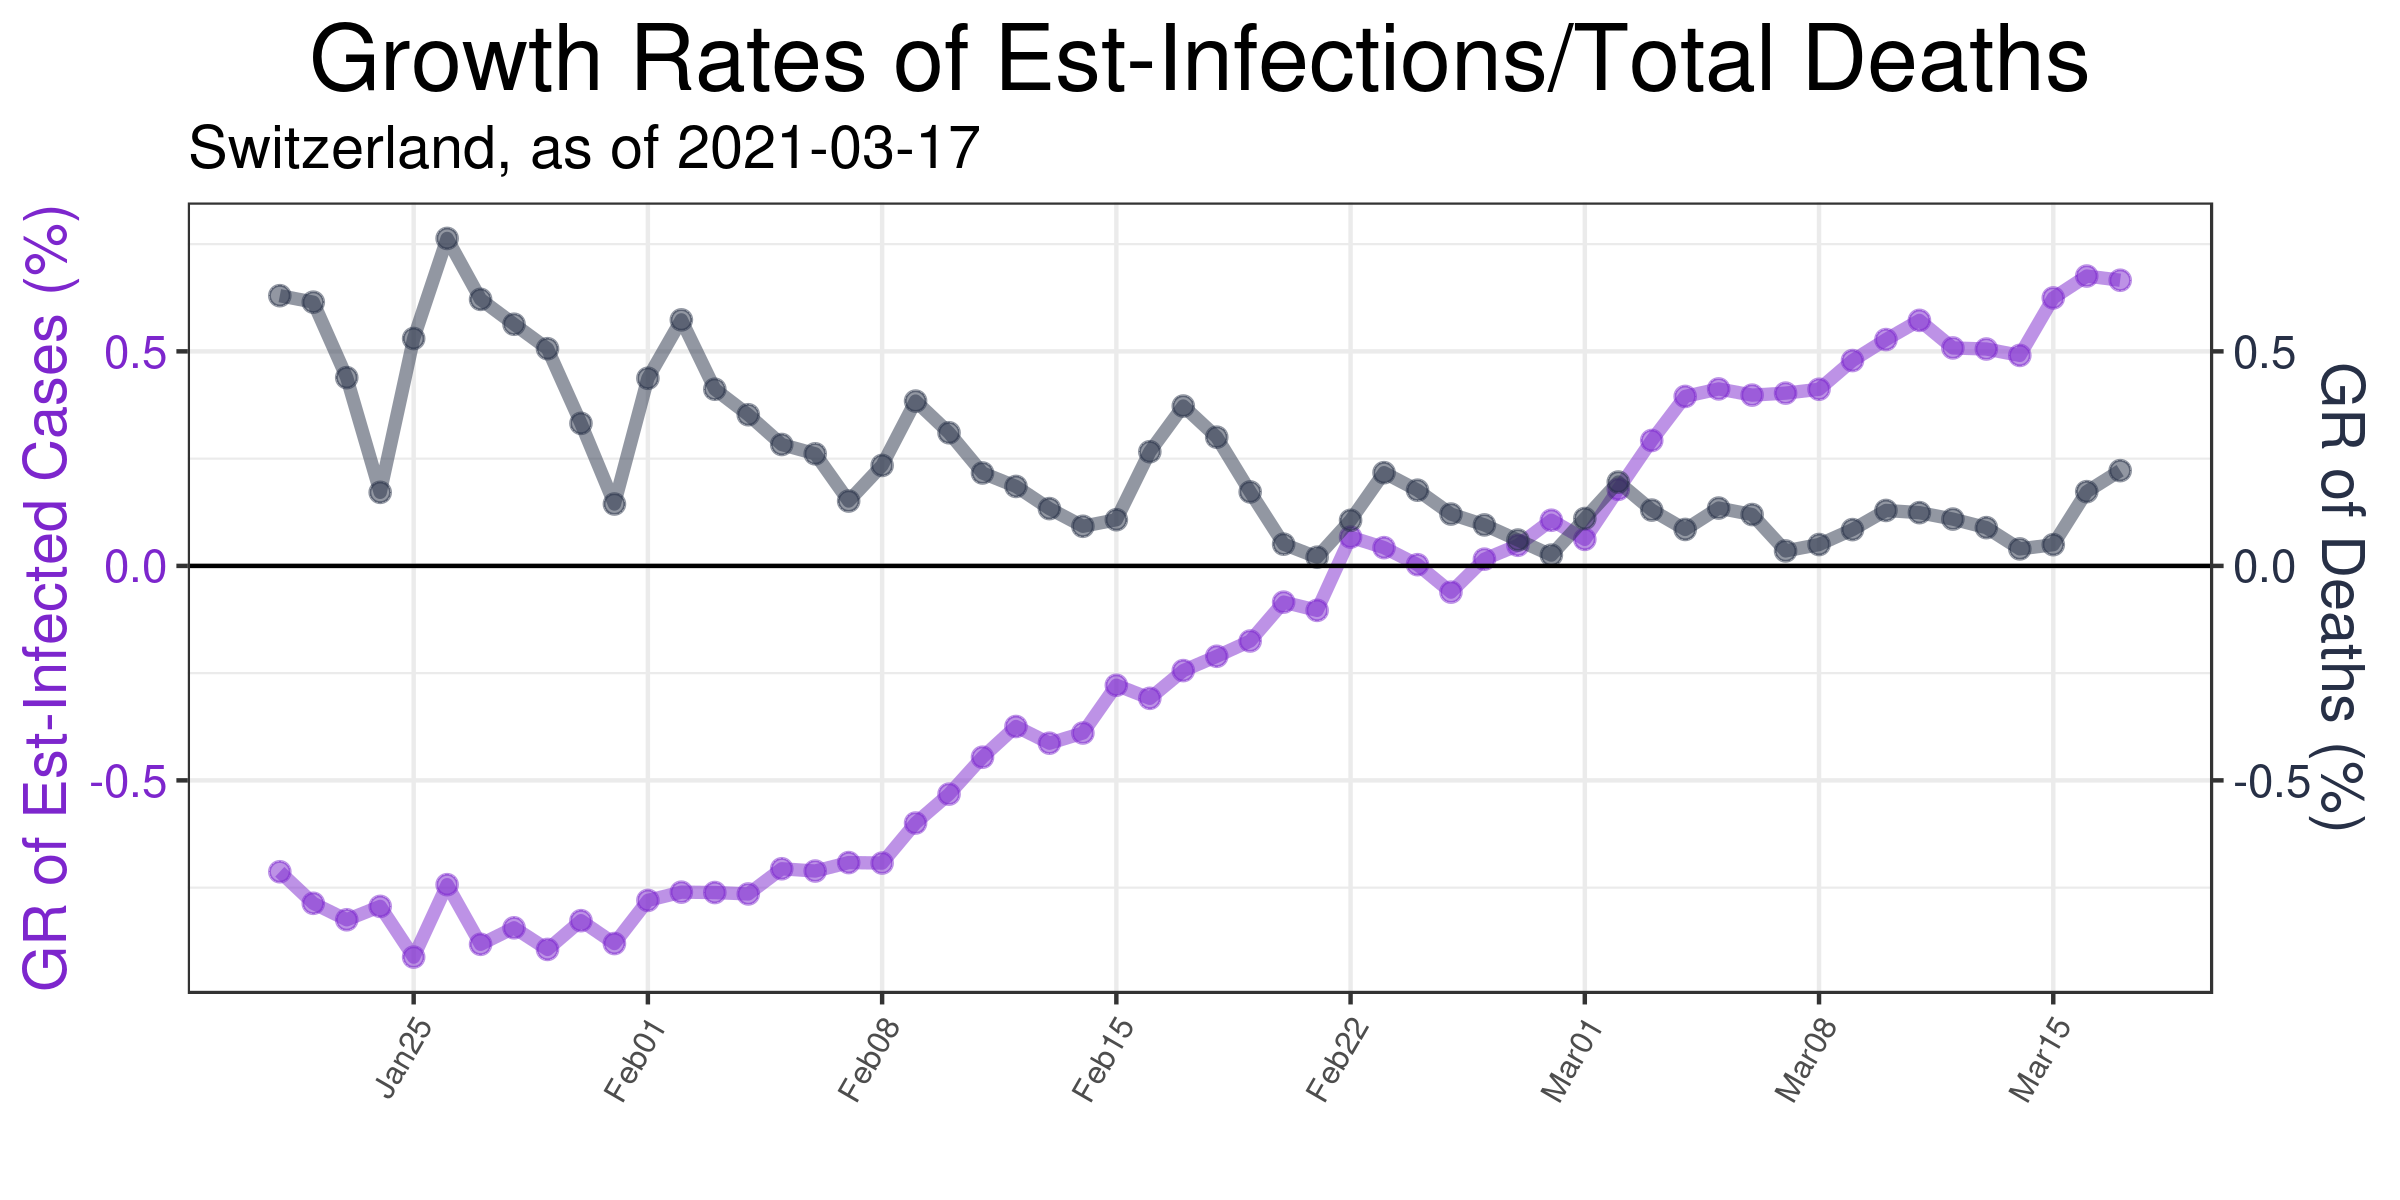 Growth Rates of Est-Infections/Total Deaths
Switzerland, as of 2021-03-17
GR of Est-Infected Cases (%)
0.5
0.0
-0.5
0.5
0.0
-0.5
GR of Deaths (%)
Jan25
Feb01
Feb08
Feb15
Feb22
Mar01
Mar08
Mar15